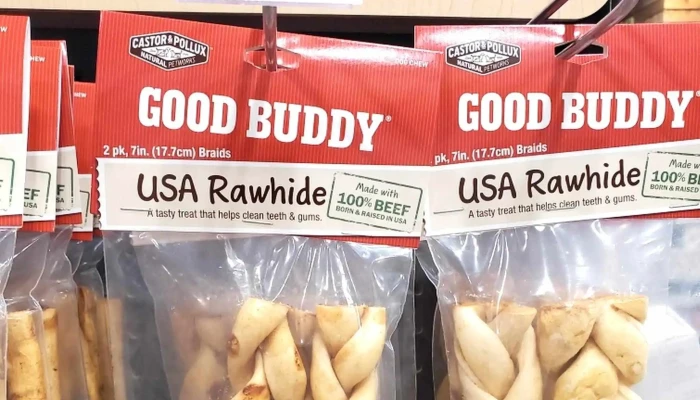 CASTOR & POLLUX
NATURAL PETWORKS
GOOD BUDDY®
2 pk, 7in. (17.7cm) Braids
USA Rawhide
A tasty treat that helps clean teeth & gums.
Made with
100% BEEF
BORN & RAISED IN USA
CASTOR & POLLUX
NATURAL PETWORKS
GOOD BUDDY®
pk, 7in. (17.7cm) Braids
USA Rawhide
A tasty treat that helps clean teeth & gums.
Made with
100% B
BORN & RAISED